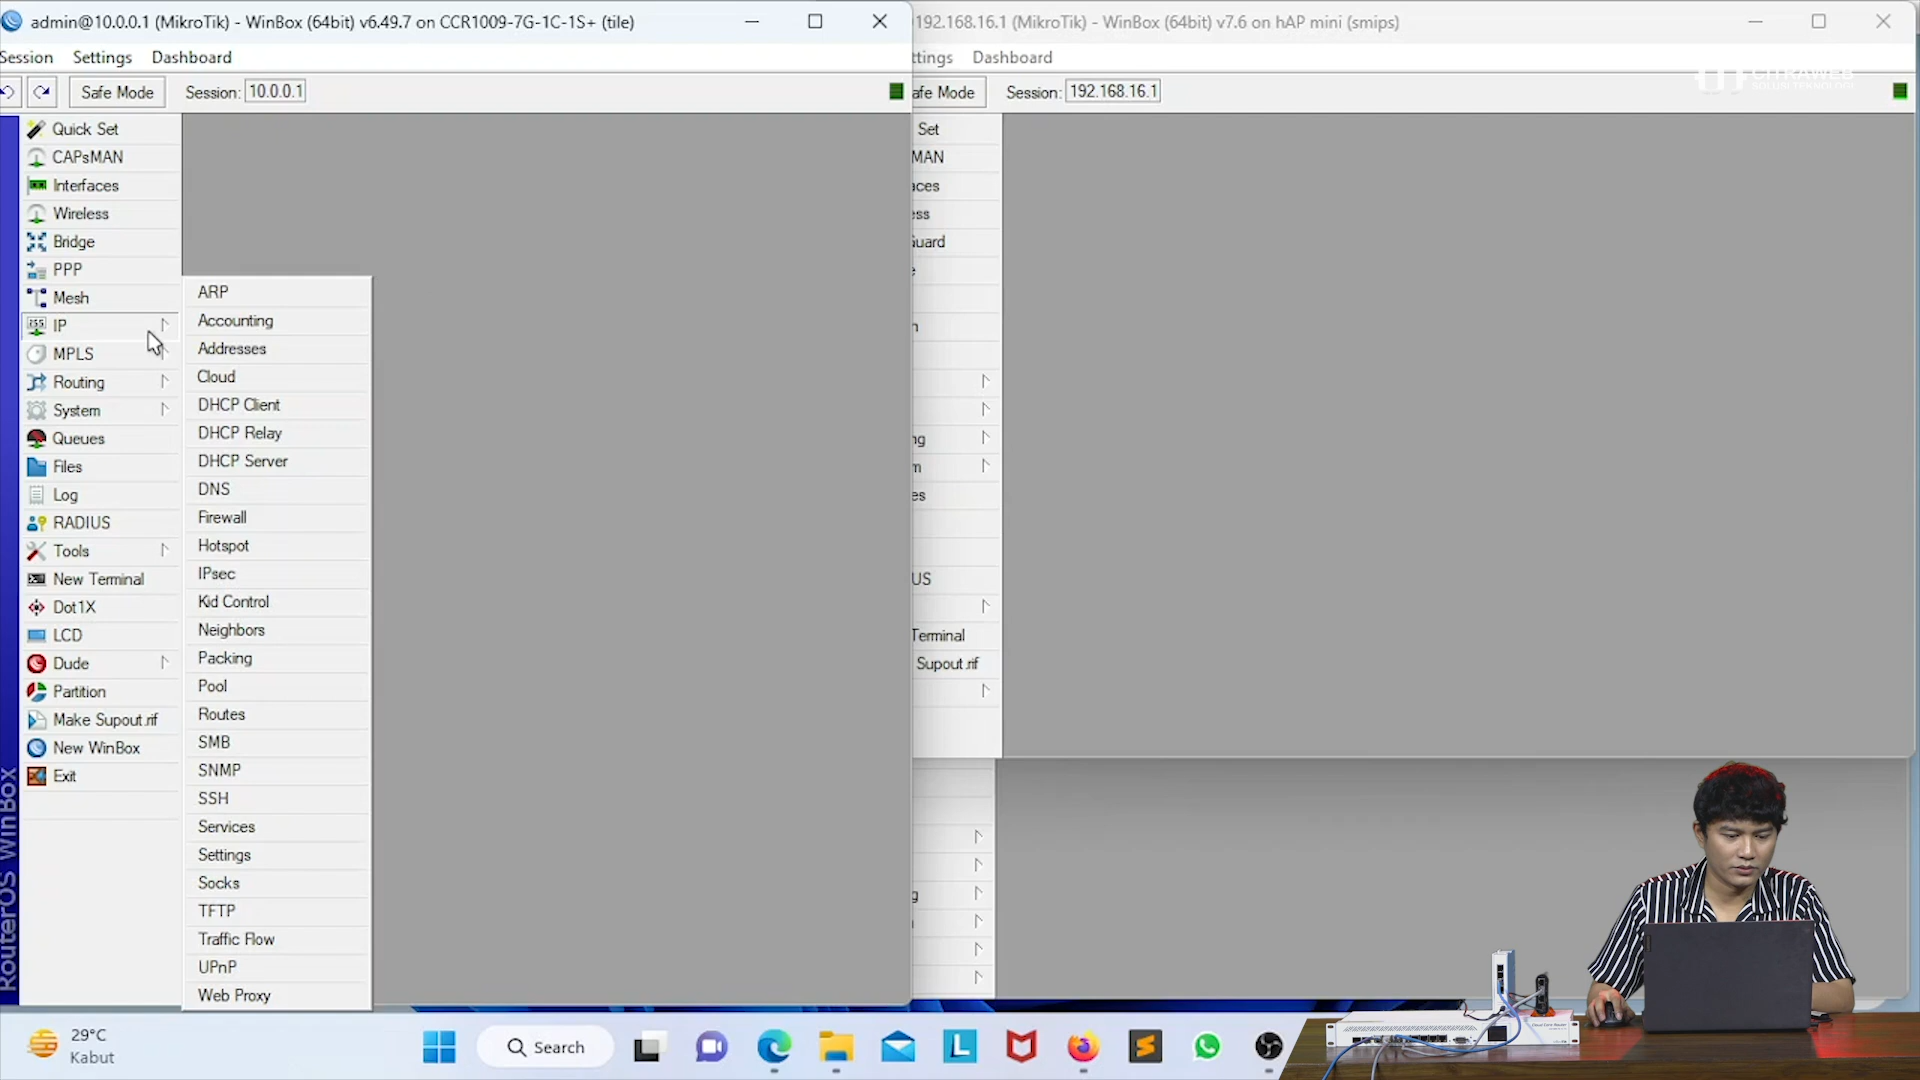 admin@10.0.0.1 (MikroTik) - WinBox (64bit) v6.49.7 on CCR1009-7G-1C-1S+ (tile)
Session Settings Dashboard
Safe Mode Session: 10.0.0.1
Quick Set
CAPsMAN
Interfaces
Wireless
Bridge
PPP
Mesh
IP
MPLS
Routing
System
Queues
Files
Log
RADIUS
Tools
New Terminal
Dot1X
LCD
Dude
Partition
Make Supout.rif
New WinBox
Exit
RouterOS WinBox
ARP
Accounting
Addresses
Cloud
DHCP Client
DHCP Relay
DHCP Server
DNS
Firewall
Hotspot
IPsec
Kid Control
Neighbors
Packing
Pool
Routes
SMB
SNMP
SSH
Services
Settings
Socks
TFTP
Traffic Flow
UPnP
Web Proxy
192.168.16.1 (MikroTik) - WinBox (64bit) v7.6 on hAP mini (smips)
ttings Dashboard
afe Mode Session: 192.168.16.1
CITRAWEB
SOLUSI TEKNOLOGI
Set
MAN
aces
ess
Guard
e
n
ng
m
es
US
Terminal
Supout.rif
g
29°C
Kabut
Search